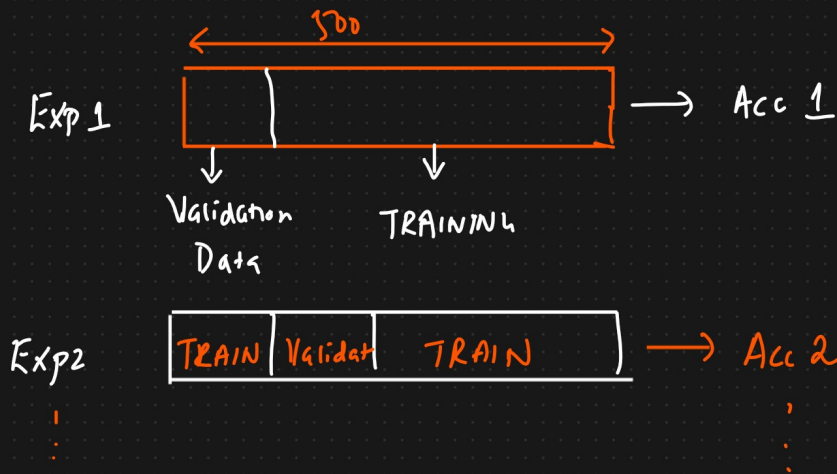 500
Exp 1
Acc 1
Validation
Data
TRAINING
Exp2
TRAIN
Validat
TRAIN
Acc 2